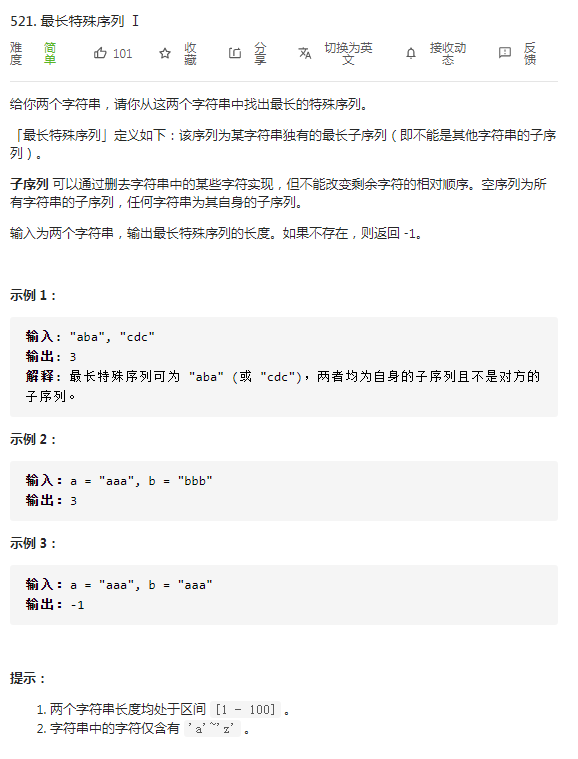 521. 最长特殊序列 Ⅰ
难度 简单 101 收藏 分享 切换为英文 接收动态 反馈
给你两个字符串，请你从这两个字符串中找出最长的特殊序列。
「最长特殊序列」定义如下：该序列为某字符串独有的最长子序列（即不能是其他字符串的子序
列）。
子序列 可以通过删去字符串中的某些字符实现，但不能改变剩余字符的相对顺序。空序列为所
有字符串的子序列，任何字符串为其自身的子序列。
输入为两个字符串，输出最长特殊序列的长度。如果不存在，则返回 -1。
示例 1：
输入: "aba", "cdc"
输出: 3
解释: 最长特殊序列可为 "aba" (或 "cdc")，两者均为自身的子序列且不是对方的
子序列。
示例 2：
输入：a = "aaa", b = "bbb"
输出：3
示例 3：
输入：a = "aaa", b = "aaa"
输出：-1
提示：
1. 两个字符串长度均处于区间 [1 - 100] 。
2. 字符串中的字符仅含有 'a'~'z' 。